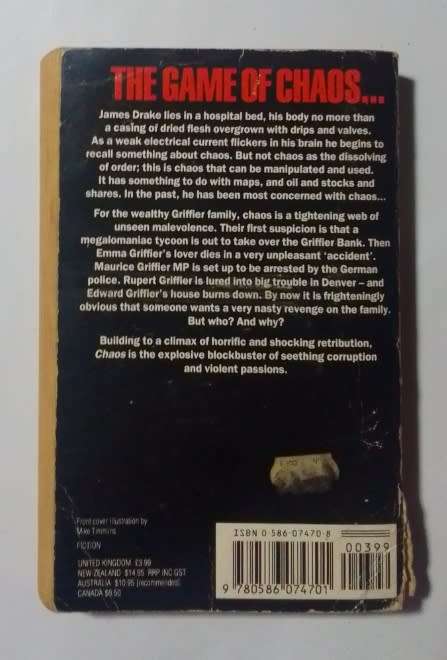 THE GAME OF CHAOS...
James Drake lies in a hospital bed, his body no more than
a casing of dried flesh overgrown with drips and valves.
As a weak electrical current flickers in his brain he begins to
recall something about chaos. But not chaos as the dissolving
of order; this is chaos that can be manipulated and used.
It has something to do with maps, and oil and stocks and
shares. In the past, he has been most concerned with chaos...
For the wealthy Griffler family, chaos is a tightening web of
unseen malevolence. Their first suspicion is that a
megalomaniac tycoon is out to take over the Griffler Bank. Then
Emma Griffler's lover dies in a very unpleasant 'accident'.
Maurice Griffler MP is set up to be arrested by the German
police. Rupert Griffler is lured into big trouble in Denver – and
Edward Griffler's house burns down. By now it is frighteningly
obvious that someone wants a very nasty revenge on the family.
But who? And why?
Building to a climax of horrific and shocking retribution,
Chaos is the explosive blockbuster of seething corruption
and violent passions.
Front cover illustration by
Mike Timmins
FICTION
UNITED KINGDOM £3.99
NEW ZEALAND $14.95 RRP INC GST
AUSTRALIA $10.95 (recommended)
CANADA $6.50
ISBN 0 586 07470 8
00399
9 780586 074701